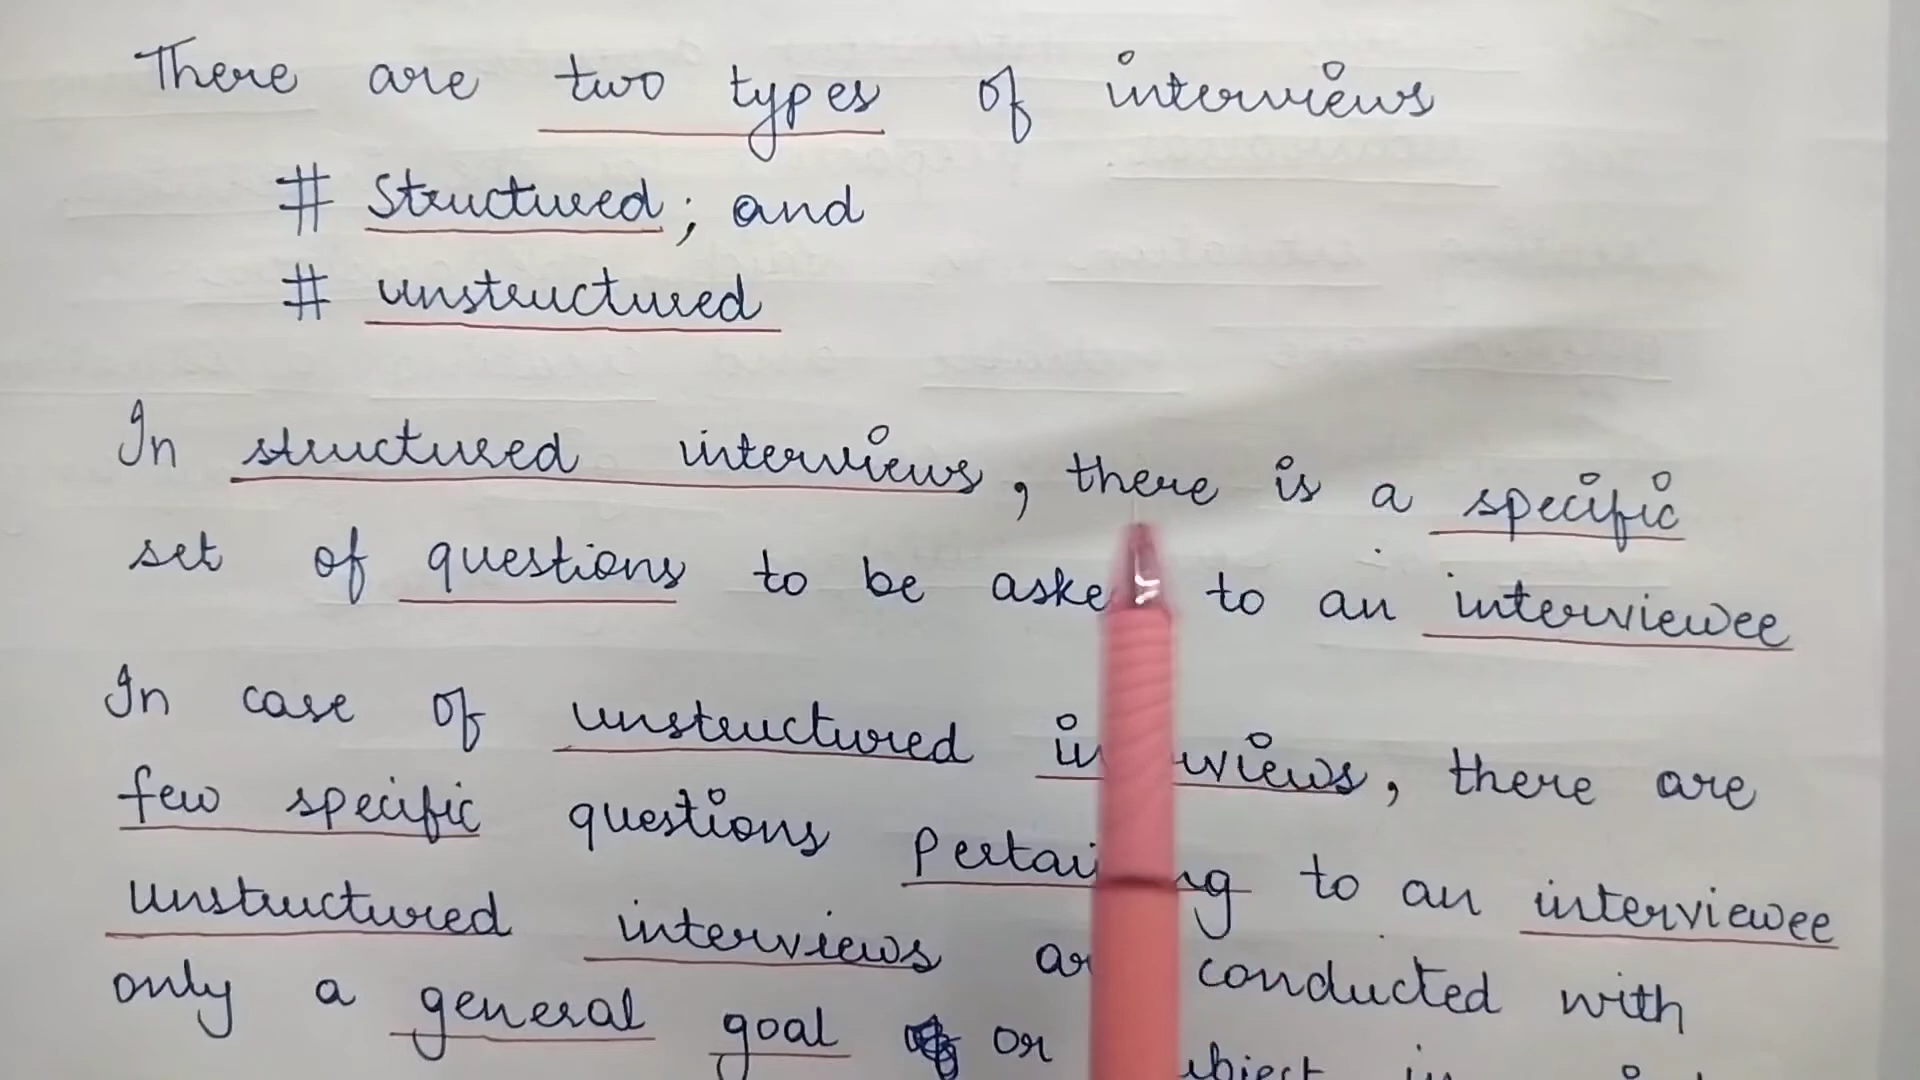 There are two types of interviews
# Structured; and
# unstructured
In structured interviews, there is a specific
set of questions to be aske to an interviewee
In case of unstructured interviews, there are
few specific questions Pertaining to an interviewee
Unstructured interviews conducted with
only a general goal or